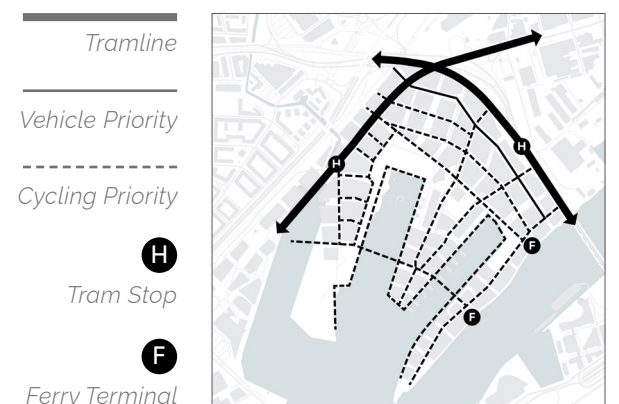 Tramline
Vehicle Priority
Cycling Priority
H
Tram Stop
F
Ferry Terminal
H
H
F
F